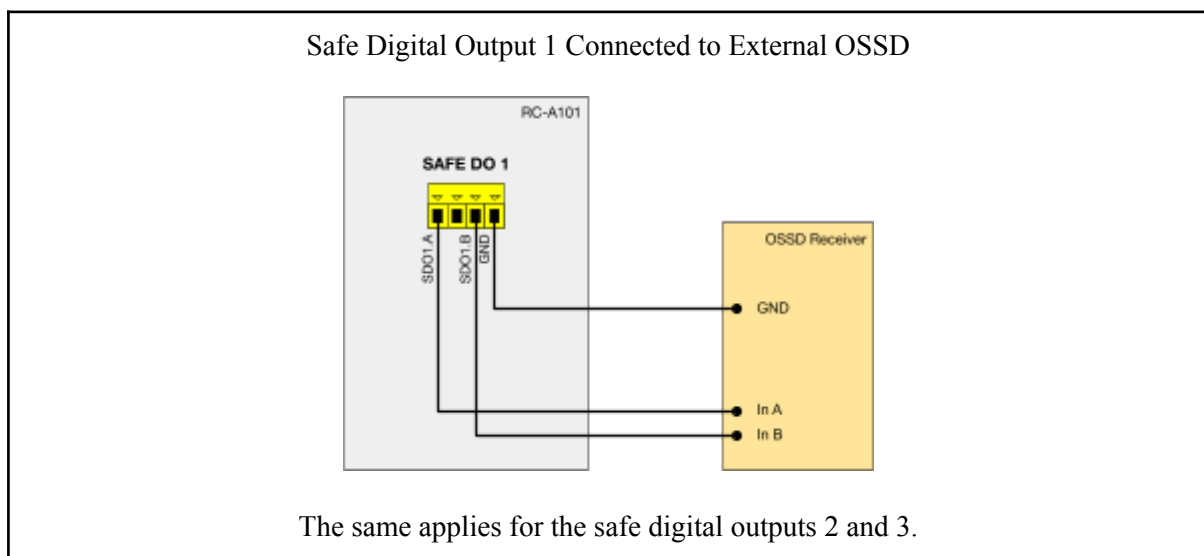 Safe Digital Output 1 Connected to External OSSD
RC-A101
SAFE DO 1
SDO1.A
SDO1.B
GND
OSSD Receiver
GND
In A
In B
The same applies for the safe digital outputs 2 and 3.